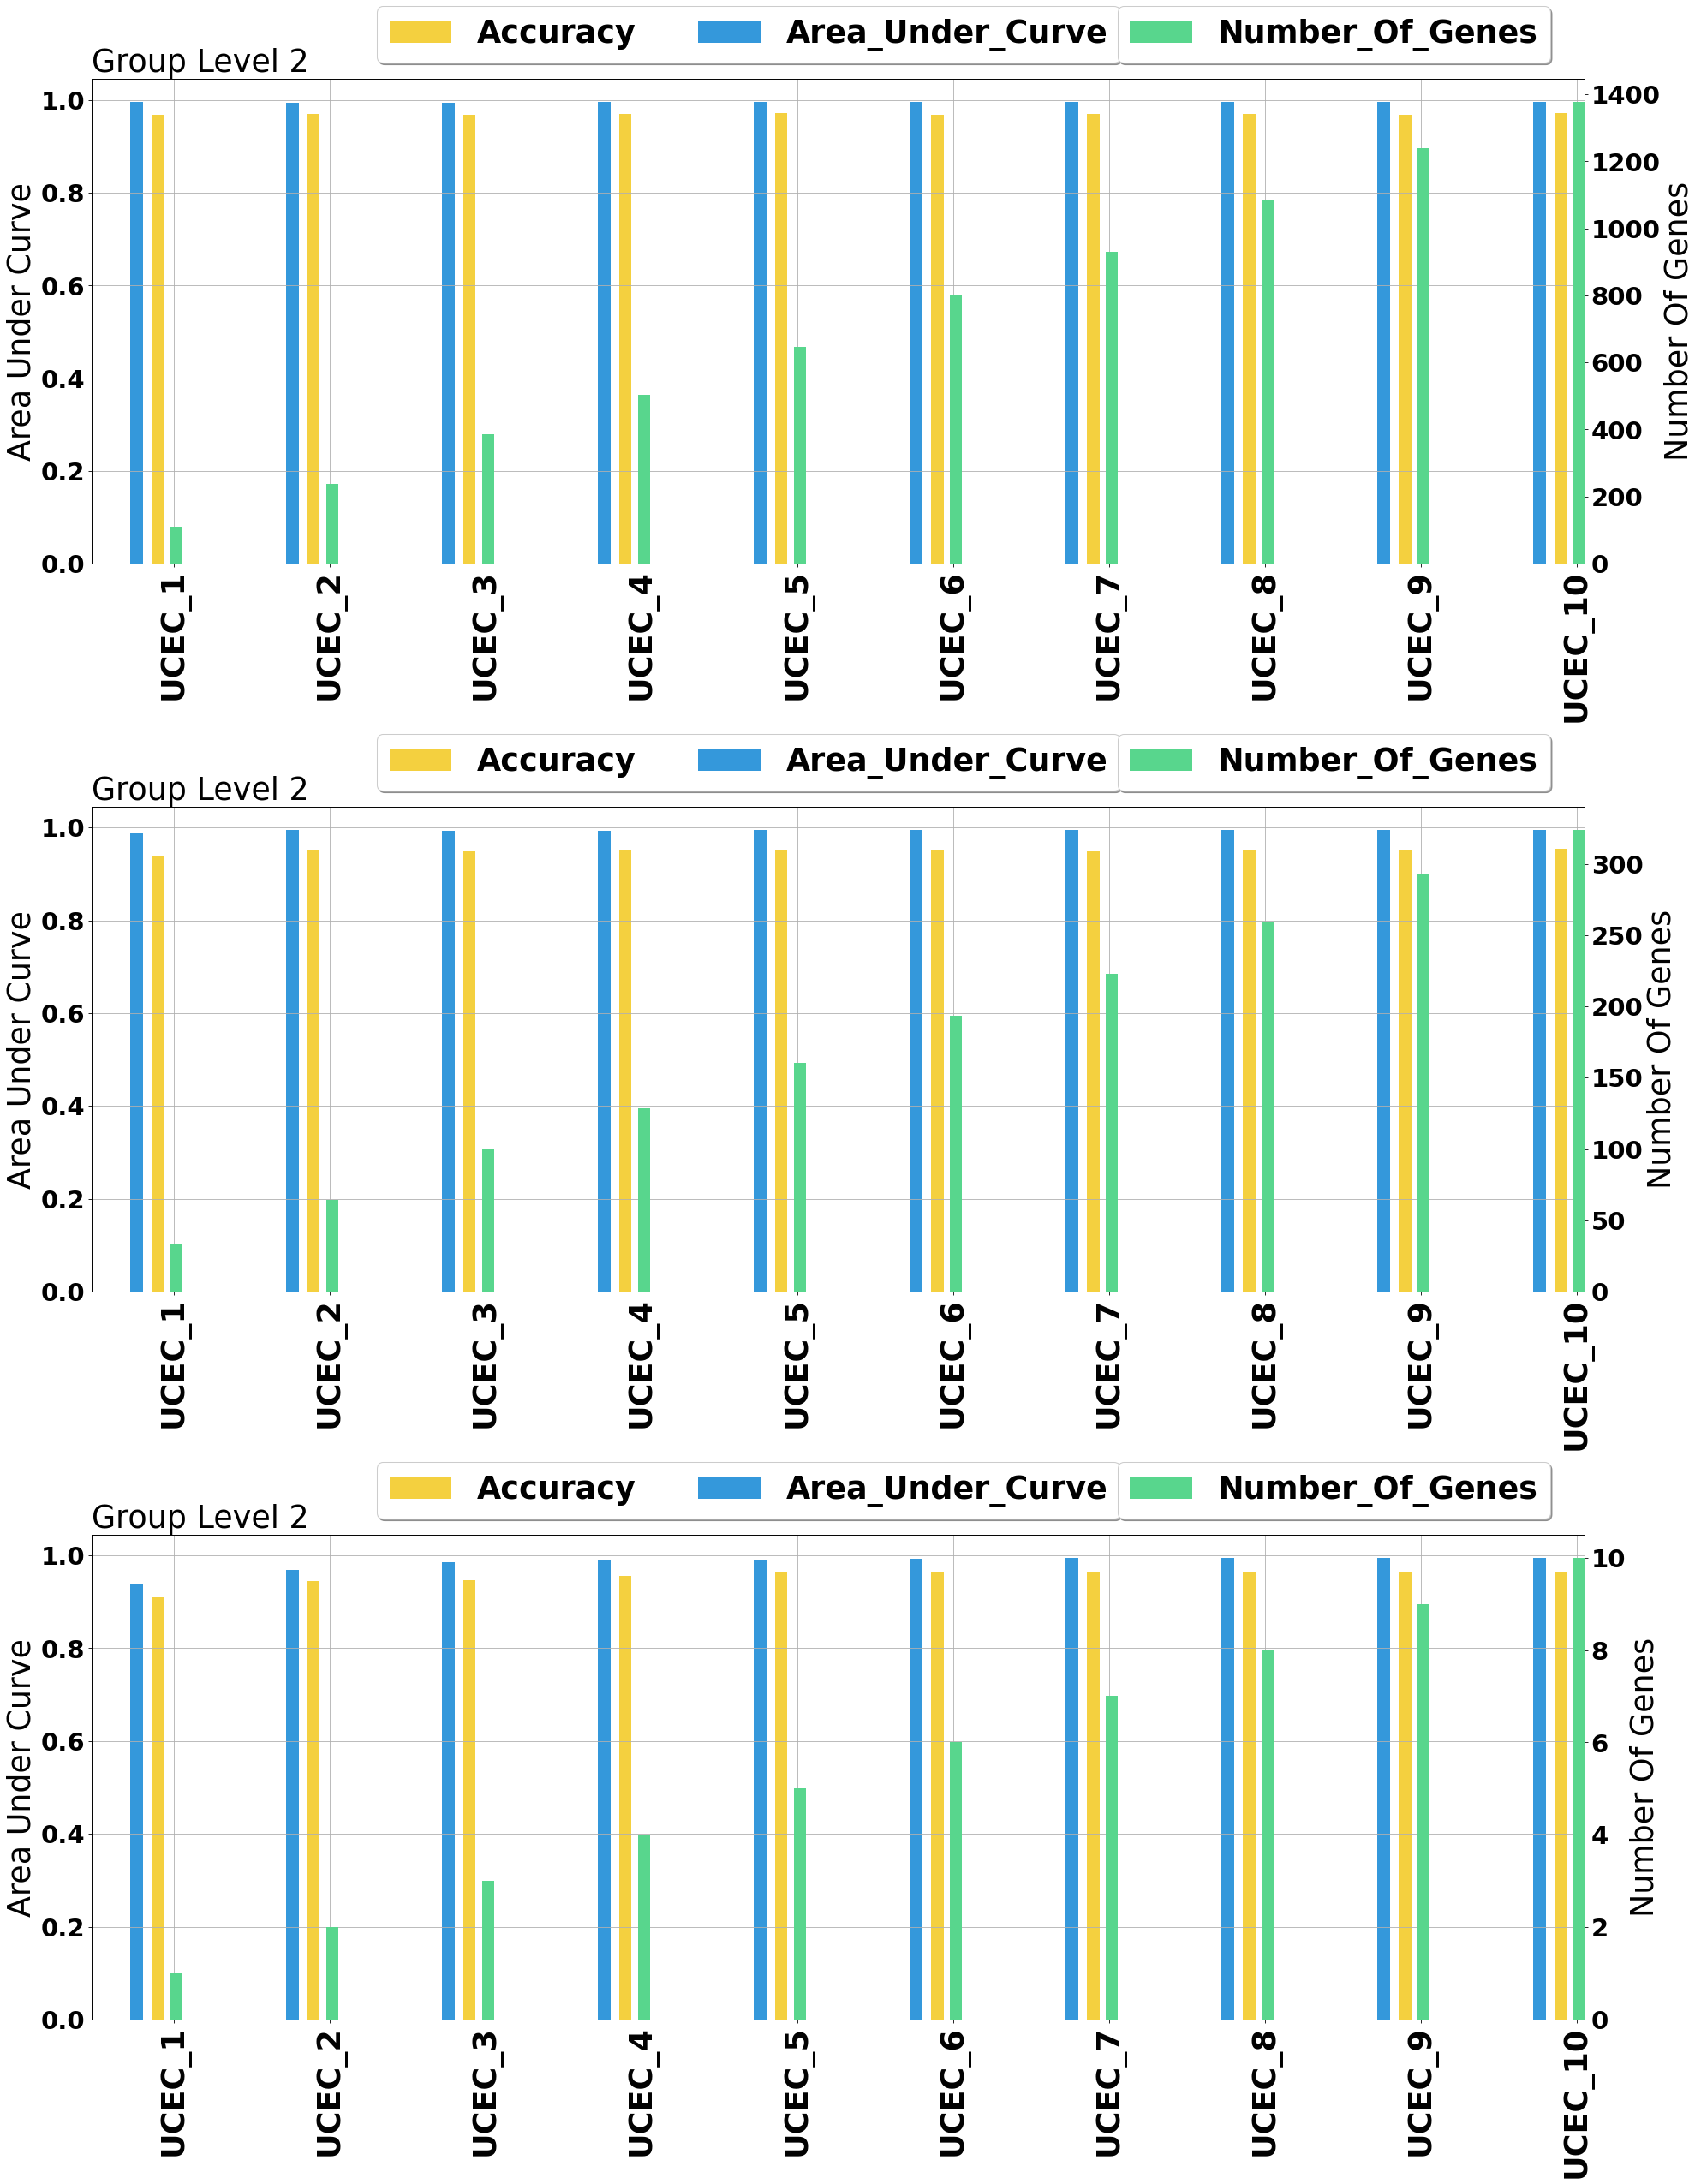 Accuracy Area_Under_Curve Number_Of_Genes
Group Level 2
1.0
0.8
0.6
0.4
0.2
0.0
Area Under Curve
1400
1200
1000
800
600
400
200
0
Number Of Genes
UCEC_1 UCEC_2 UCEC_3 UCEC_4 UCEC_5 UCEC_6 UCEC_7 UCEC_8 UCEC_9 UCEC_10
Accuracy Area_Under_Curve Number_Of_Genes
Group Level 2
1.0
0.8
0.6
0.4
0.2
0.0
Area Under Curve
300
250
200
150
100
50
0
Number Of Genes
UCEC_1 UCEC_2 UCEC_3 UCEC_4 UCEC_5 UCEC_6 UCEC_7 UCEC_8 UCEC_9 UCEC_10
Accuracy Area_Under_Curve Number_Of_Genes
Group Level 2
1.0
0.8
0.6
0.4
0.2
0.0
Area Under Curve
10
8
6
4
2
0
Number Of Genes
UCEC_1 UCEC_2 UCEC_3 UCEC_4 UCEC_5 UCEC_6 UCEC_7 UCEC_8 UCEC_9 UCEC_10